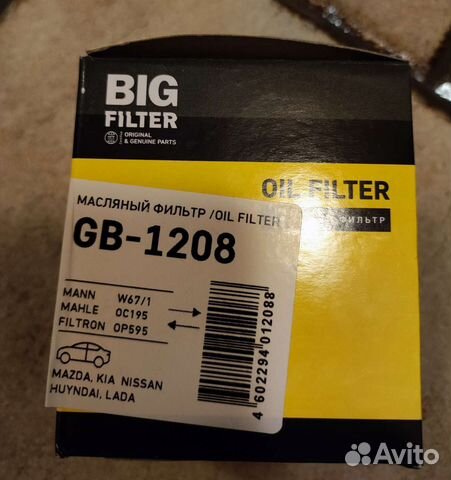 BIG
FILTER
ORIGINAL
& GENUINE PARTS
OIL FILTER
ФИЛЬТР
МАСЛЯНЫЙ ФИЛЬТР /OIL FILTER
GB-1208
MANN W67/1
MAHLE OC195
FILTRON OP595
MAZDA, KIA NISSAN
HUYNDAI, LADA
4 602294 012088
Avito